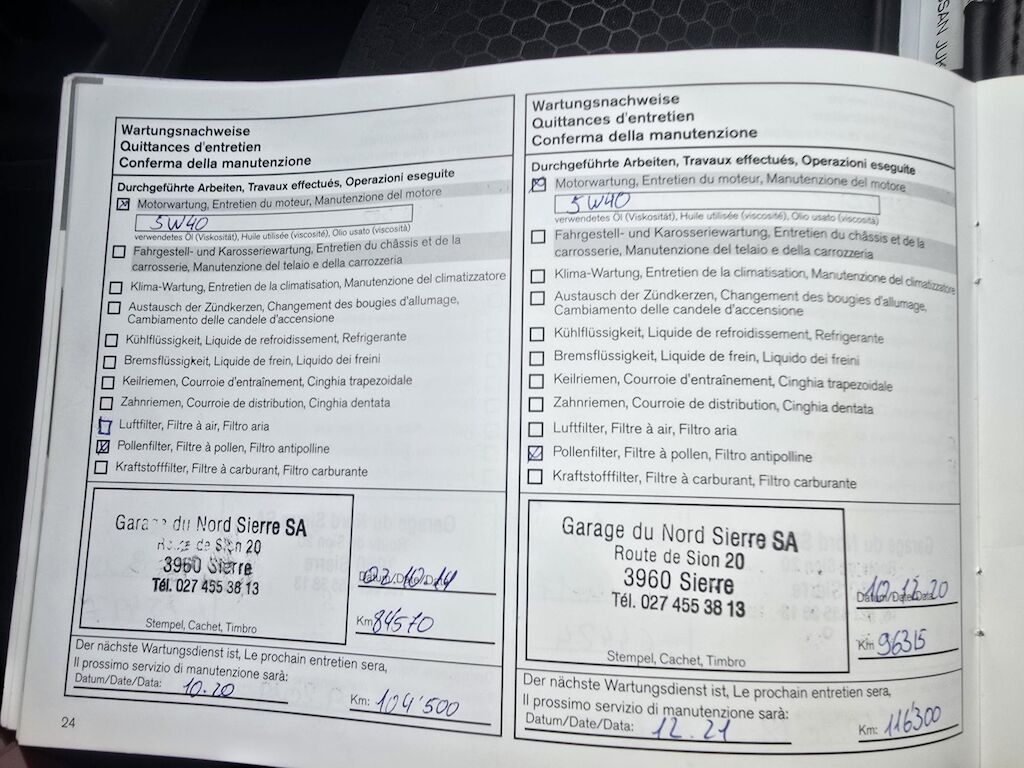 SSAN JUK
Wartungsnachweise
Quittances d'entretien
Conferma della manutenzione
Durchgeführte Arbeiten, Travaux effectués, Operazioni eseguite
Motorwartung, Entretien du moteur, Manutenzione del motore
5W40
verwendetes Öl (Viskosität), Huile utilisée (viscosité), Olio usato (viscosità)
Fahrgestell- und Karosseriewartung, Entretien du châssis et de la
carrosserie, Manutenzione del telaio e della carrozzeria
Klima-Wartung, Entretien de la climatisation, Manutenzione del climatizzatore
Austausch der Zündkerzen, Changement des bougies d'allumage,
Cambiamento delle candele d'accensione
Kühlflüssigkeit, Liquide de refroidissement, Refrigerante
Bremsflüssigkeit, Liquide de frein, Liquido dei freini
Keilriemen, Courroie d'entraînement, Cinghia trapezoidale
Zahnriemen, Courroie de distribution, Cinghia dentata
Luftfilter, Filtre à air, Filtro aria
Pollenfilter, Filtre à pollen, Filtro antipolline
Kraftstofffilter, Filtre à carburant, Filtro carburante
Garage du Nord Sierre SA
Route de Sion 20
3960 Sierre
Tél. 027 455 38 13
Stempel, Cachet, Timbro
Datum/Date/Data
Km 84570
Der nächste Wartungsdienst ist, Le prochain entretien sera,
Il prossimo servizio di manutenzione sarà:
Datum/Date/Data: 10.20
Km: 104'500
24
Wartungsnachweise
Quittances d'entretien
Conferma della manutenzione
Durchgeführte Arbeiten, Travaux effectués, Operazioni eseguite
Motorwartung, Entretien du moteur, Manutenzione del motore
5W40
verwendetes Öl (Viskosität), Huile utilisée (viscosité), Olio usato (viscosità)
Fahrgestell- und Karosseriewartung, Entretien du châssis et de la
carrosserie, Manutenzione del telaio e della carrozzeria
Klima-Wartung, Entretien de la climatisation, Manutenzione del climatizzatore
Austausch der Zündkerzen, Changement des bougies d'allumage,
Cambiamento delle candele d'accensione
Kühlflüssigkeit, Liquide de refroidissement, Refrigerante
Bremsflüssigkeit, Liquide de frein, Liquido dei freini
Keilriemen, Courroie d'entraînement, Cinghia trapezoidale
Zahnriemen, Courroie de distribution, Cinghia dentata
Luftfilter, Filtre à air, Filtro aria
Pollenfilter, Filtre à pollen, Filtro antipolline
Kraftstofffilter, Filtre à carburant, Filtro carburante
Garage du Nord Sierre SA
Route de Sion 20
3960 Sierre
Tél. 027 455 38 13
Stempel, Cachet, Timbro
10.12.20
Datum/Date/Data
Km 96315
Der nächste Wartungsdienst ist, Le prochain entretien sera,
Il prossimo servizio di manutenzione sarà:
Datum/Date/Data: 12.21
Km: 116'300